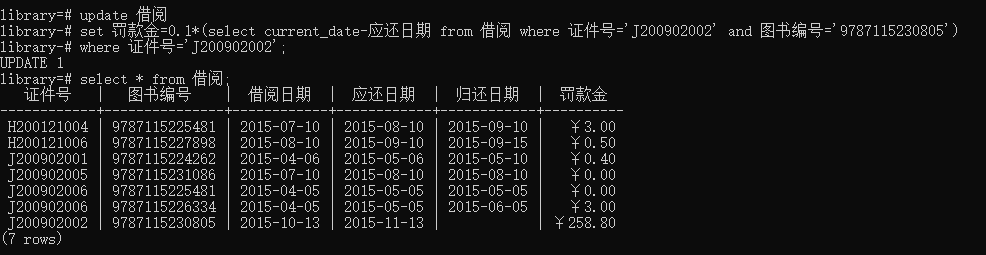 library=# update 借阅
library=# set 罚款金=0.1*(select current_date-应还日期 from 借阅 where 证件号='J200902002' and 图书编号='9787115230805')
library=# where 证件号='J200902002';
UPDATE 1
library=# select * from 借阅;
证件号 | 图书编号 | 借阅日期 | 应还日期 | 归还日期 | 罚款金
-----------+---------------+------------+------------+------------+---------
H200121004 | 9787115225481 | 2015-07-10 | 2015-08-10 | 2015-09-10 | ￥3.00
H200121006 | 9787115227898 | 2015-08-10 | 2015-09-10 | 2015-09-15 | ￥0.50
J200902001 | 9787115224262 | 2015-04-06 | 2015-05-06 | 2015-05-10 | ￥0.40
J200902005 | 9787115231086 | 2015-07-10 | 2015-08-10 | 2015-08-10 | ￥0.00
J200902006 | 9787115225481 | 2015-04-05 | 2015-05-05 | 2015-05-05 | ￥0.00
J200902006 | 9787115226334 | 2015-04-05 | 2015-05-05 | 2015-06-05 | ￥3.00
J200902002 | 9787115230805 | 2015-10-13 | 2015-11-13 | | ￥258.80
(7 rows)